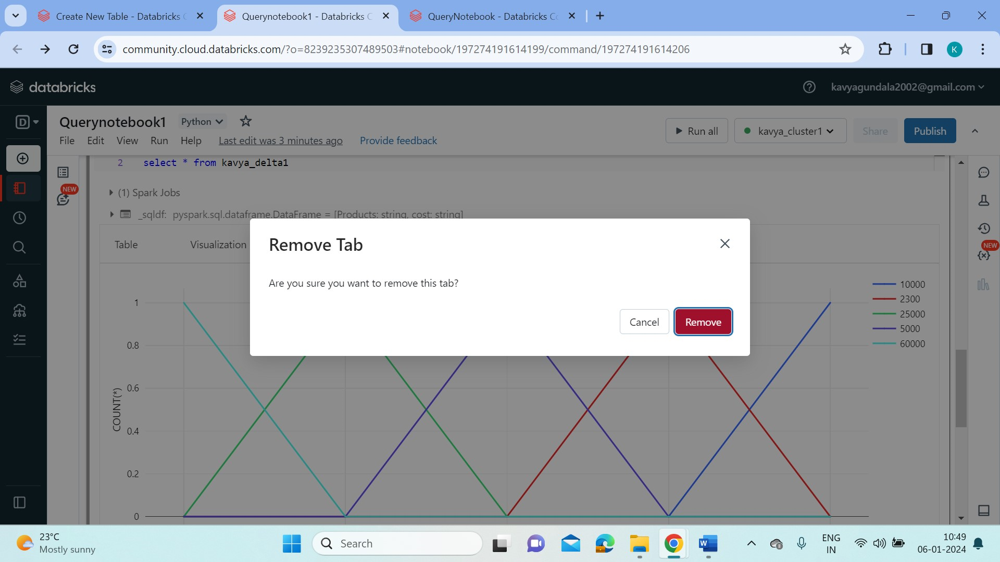 Create New Table - Databricks C
Querynotebook1 - Databricks C
QueryNotebook - Databricks Co
community.cloud.databricks.com/?o=8239235307489503#notebook/197274191614199/command/197274191614206
K
databricks
kavyagundala2002@gmail.com
D
Querynotebook1
Python
Run all
kavya_cluster1
Share
Publish
File
Edit
View
Run
Help
Last edit was 3 minutes ago
Provide feedback
2 select * from kavya_delta1
NEW
(1) Spark Jobs
_sqldf: pyspark.sql.dataframe.DataFrame = [Products: string, cost: string]
Table
Visualization
NEW
Remove Tab
Are you sure you want to remove this tab?
Cancel
Remove
10000
2300
25000
5000
60000
1
0.8
0.6
0.4
0.2
0
COUNT(*)
23°C
Mostly sunny
Search
W
ENG
IN
10:49
06-01-2024